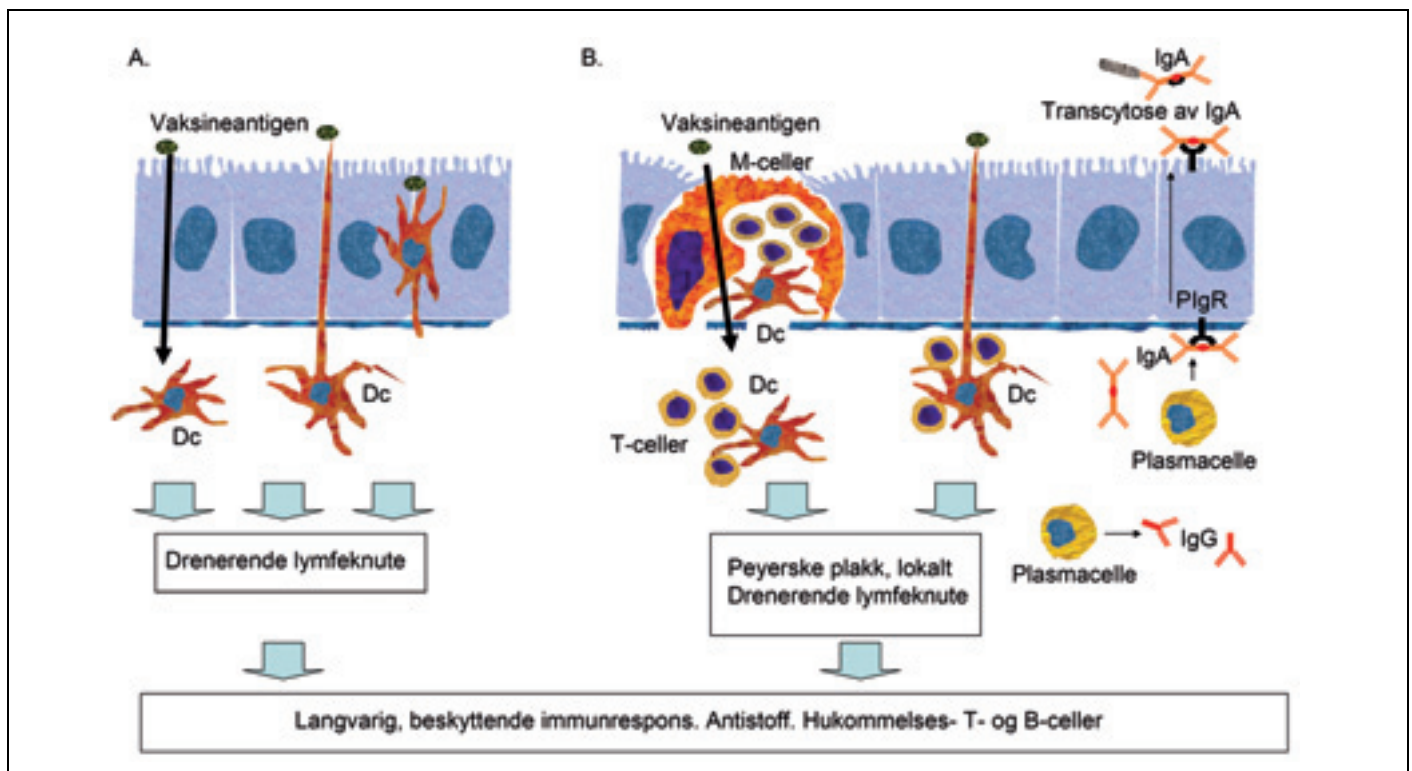 A.
Vaksineantigen
Dc
Dc
Drenerende lymfeknute
B.
Vaksineantigen
M-celler
IgA
Transcytose av IgA
PIgR
Dc
IgA
Dc
Dc
T-celler
Plasmacelle
Plasmacelle
IgG
Peyerske plakk, lokalt
Drenerende lymfeknute
Langvarig, beskyttende immunrespons. Antistoff. Hukommelses- T- og B-celler